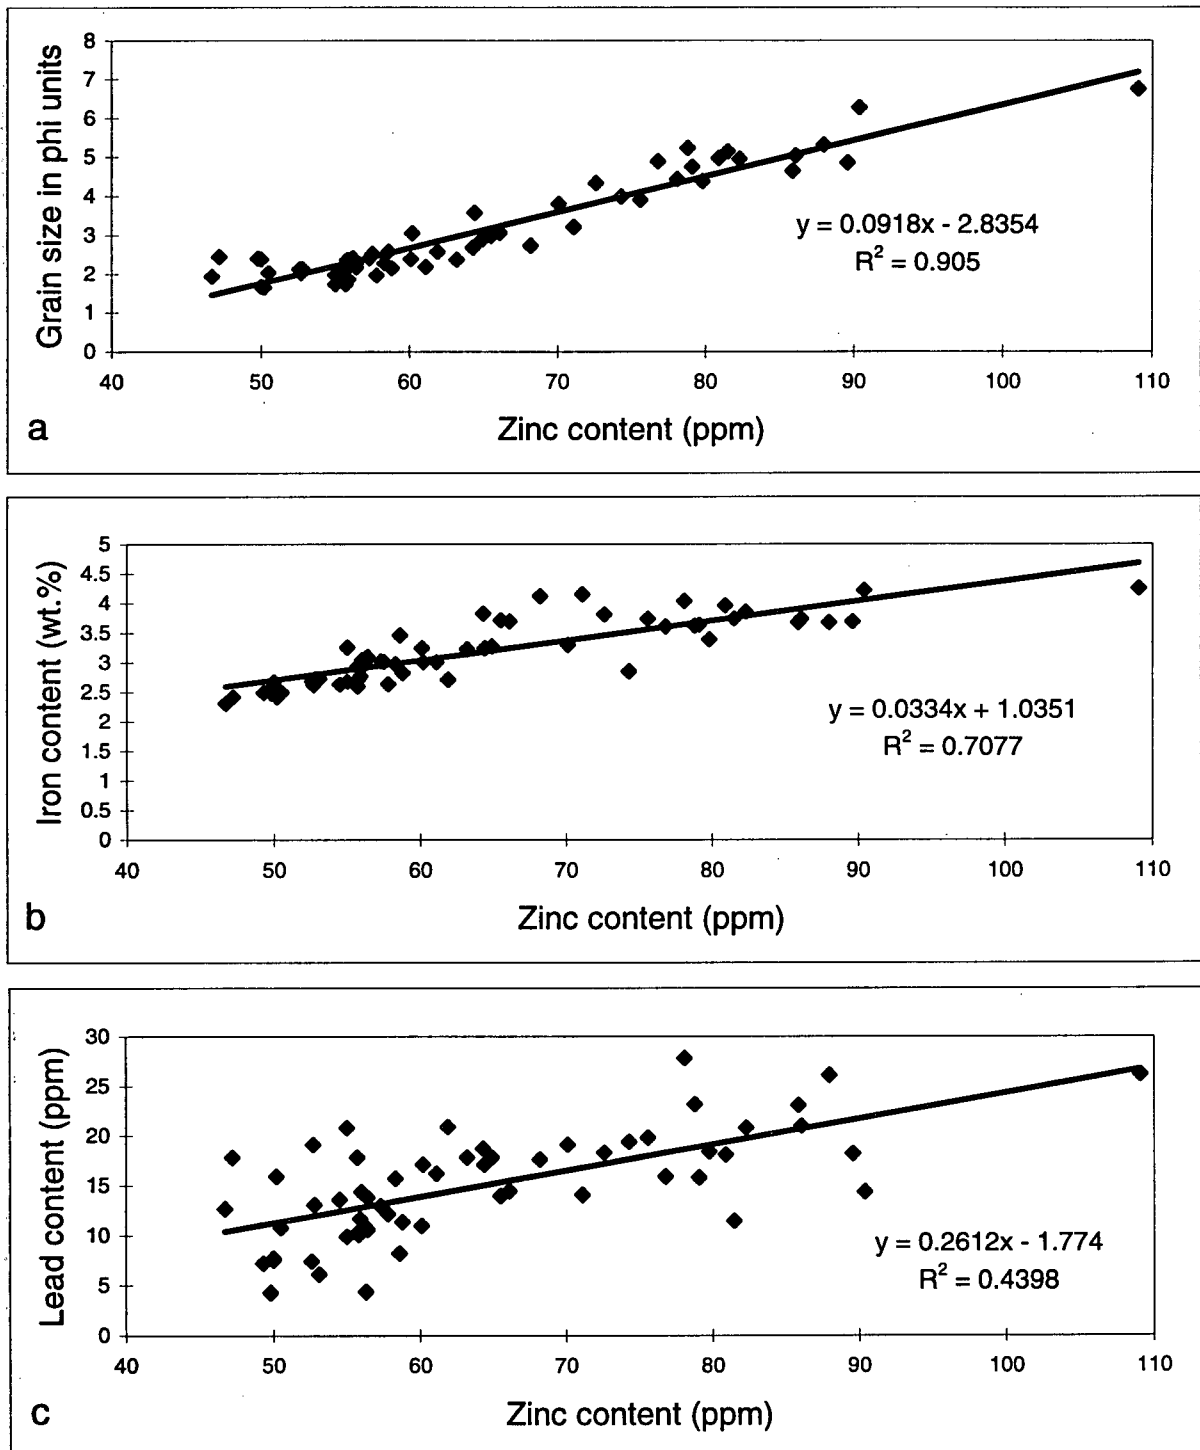 8
7
6
5
4
3
2
1
0
Grain size in phi units
y = 0.0918x - 2.8354
R² = 0.905
40 50 60 70 80 90 100 110
Zinc content (ppm)
a
5
4.5
4
3.5
3
2.5
2
1.5
1
0.5
0
Iron content (wt.%)
y = 0.0334x + 1.0351
R² = 0.7077
40 50 60 70 80 90 100 110
Zinc content (ppm)
b
30
25
20
15
10
5
0
Lead content (ppm)
y = 0.2612x - 1.774
R² = 0.4398
40 50 60 70 80 90 100 110
Zinc content (ppm)
c